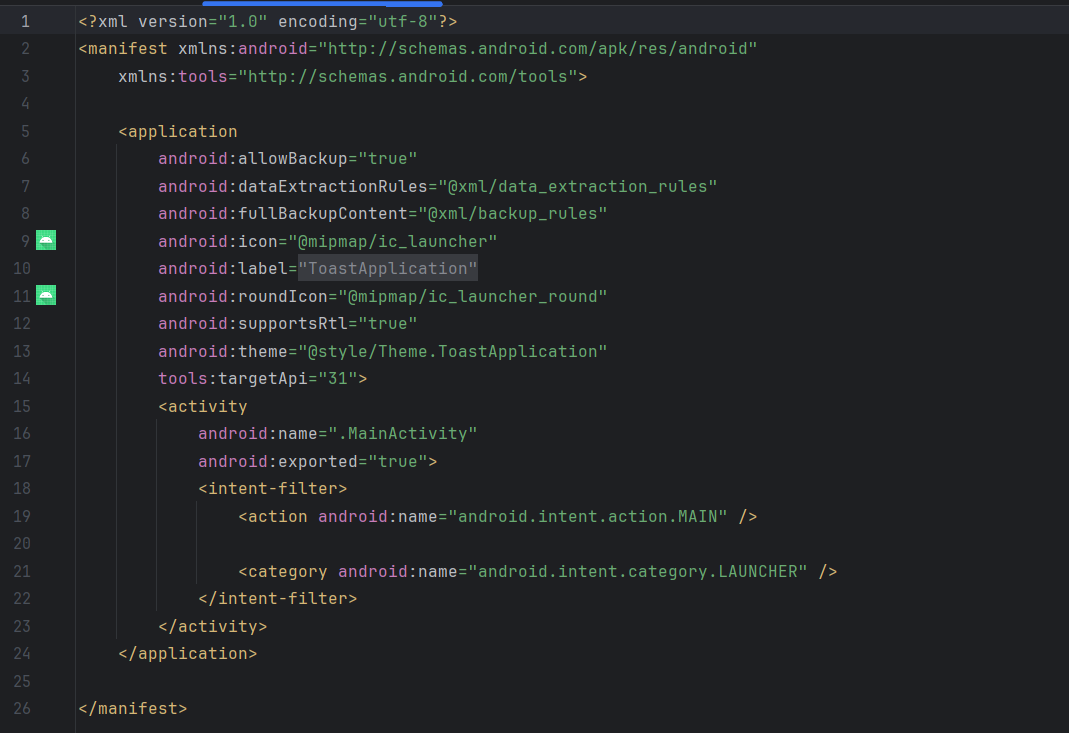 1 <?xml version="1.0" encoding="utf-8"?>
2 <manifest xmlns:android="http://schemas.android.com/apk/res/android"
3     xmlns:tools="http://schemas.android.com/tools">
4
5     <application
6         android:allowBackup="true"
7         android:dataExtractionRules="@xml/data_extraction_rules"
8         android:fullBackupContent="@xml/backup_rules"
9         android:icon="@mipmap/ic_launcher"
10         android:label="ToastApplication"
11         android:roundIcon="@mipmap/ic_launcher_round"
12         android:supportsRtl="true"
13         android:theme="@style/Theme.ToastApplication"
14         tools:targetApi="31">
15         <activity
16             android:name=".MainActivity"
17             android:exported="true">
18             <intent-filter>
19                 <action android:name="android.intent.action.MAIN" />
20
21                 <category android:name="android.intent.category.LAUNCHER" />
22             </intent-filter>
23         </activity>
24     </application>
25
26 </manifest>